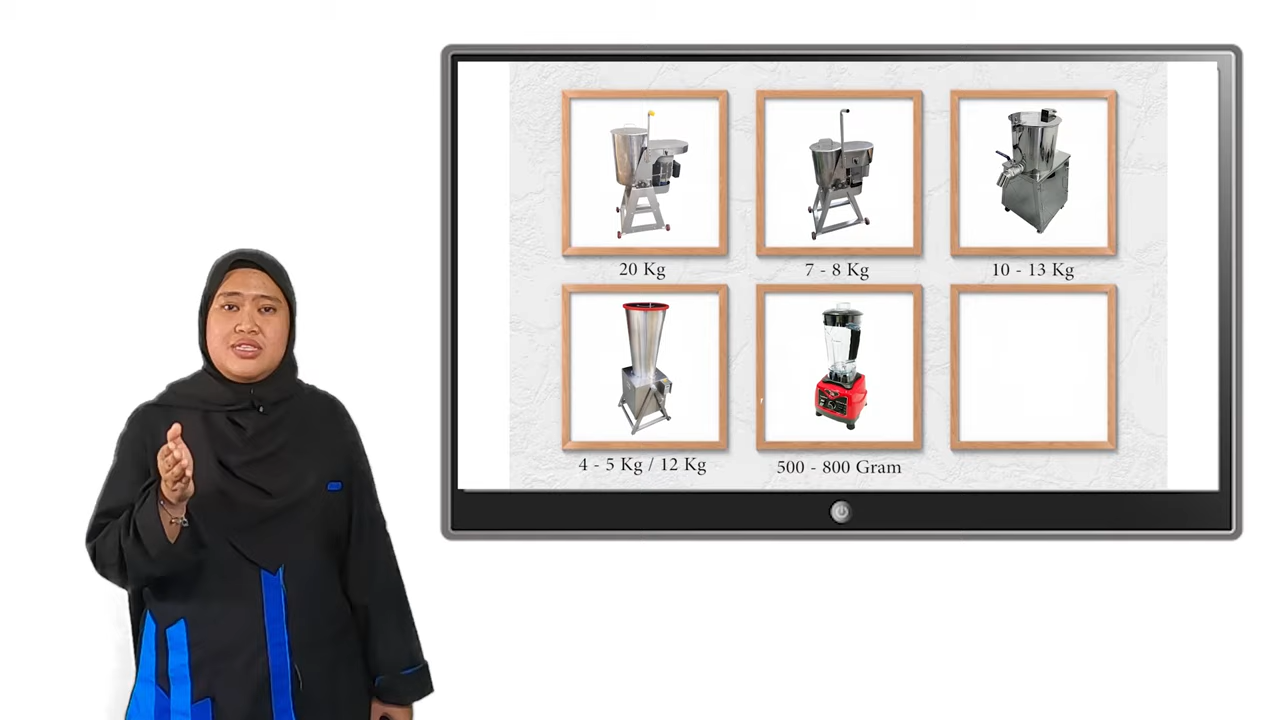 20 Kg
7 - 8 Kg
10 - 13 Kg
4 - 5 Kg / 12 Kg
500 - 800 Gram